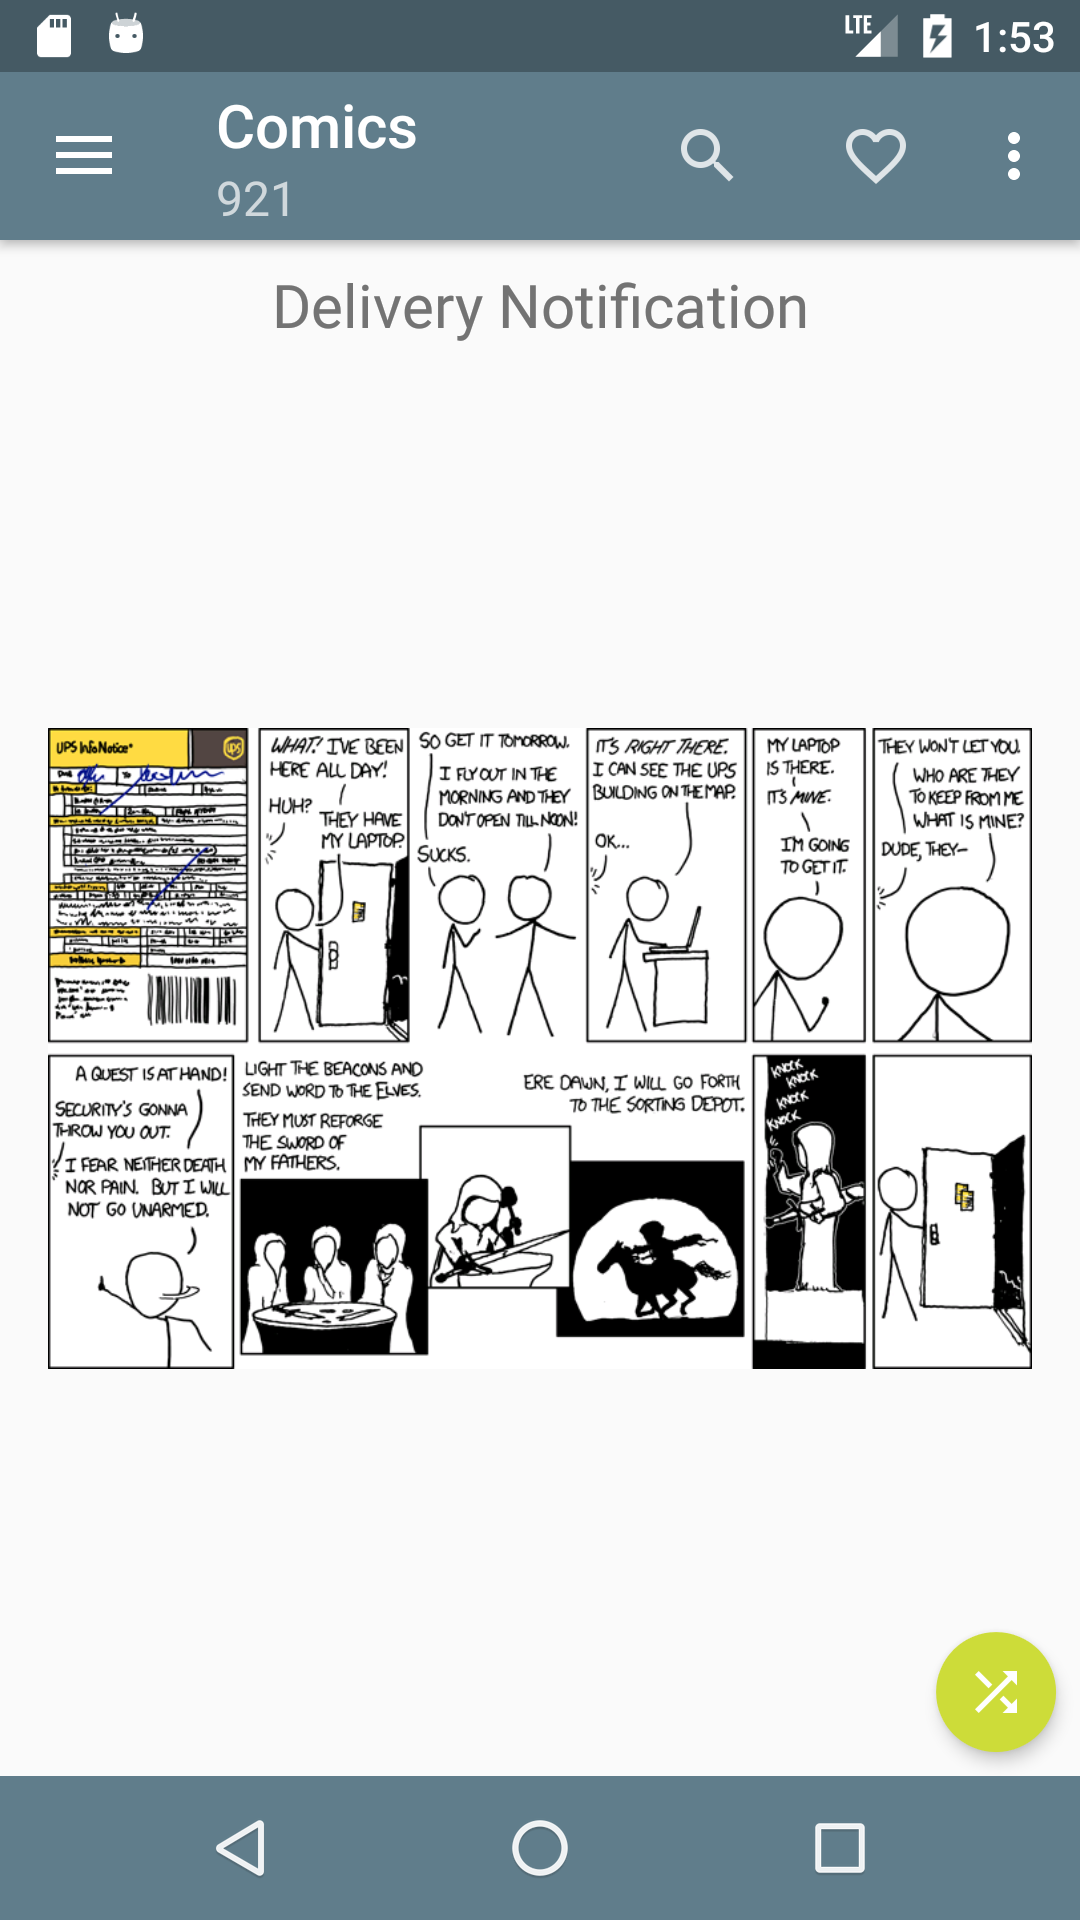 LTE 1:53
Comics
921
Delivery Notification
UPS InfoNotice®
UPS
WHAT? I'VE BEEN
HERE ALL DAY!
HUH?
THEY HAVE
MY LAPTOP.
SO GET IT TOMORROW.
I FLY OUT IN THE
MORNING AND THEY
DON'T OPEN TILL NOON!
SUCKS.
IT'S RIGHT THERE.
I CAN SEE THE UPS
BUILDING ON THE MAP.
OK...
MY LAPTOP
IS THERE.
IT'S MINE.
I'M GOING
TO GET IT.
THEY WON'T LET YOU.
WHO ARE THEY
TO KEEP FROM ME
WHAT IS MINE?
DUDE, THEY—
A QUEST IS AT HAND!
SECURITY'S GONNA
THROW YOU OUT.
I FEAR NEITHER DEATH
NOR PAIN. BUT I WILL
NOT GO UNARMED.
LIGHT THE BEACONS AND
SEND WORD TO THE ELVES.
THEY MUST REFORGE
THE SWORD OF
MY FATHERS.
ERE DAWN, I WILL GO FORTH
TO THE SORTING DEPOT.
KNOCK
KNOCK
KNOCK
KNOCK